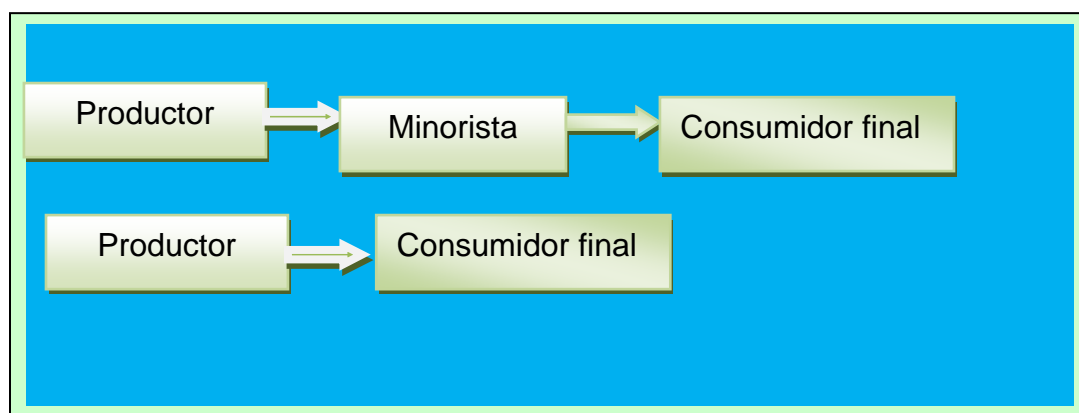 Productor
Minorista
Consumidor final
Productor
Consumidor final